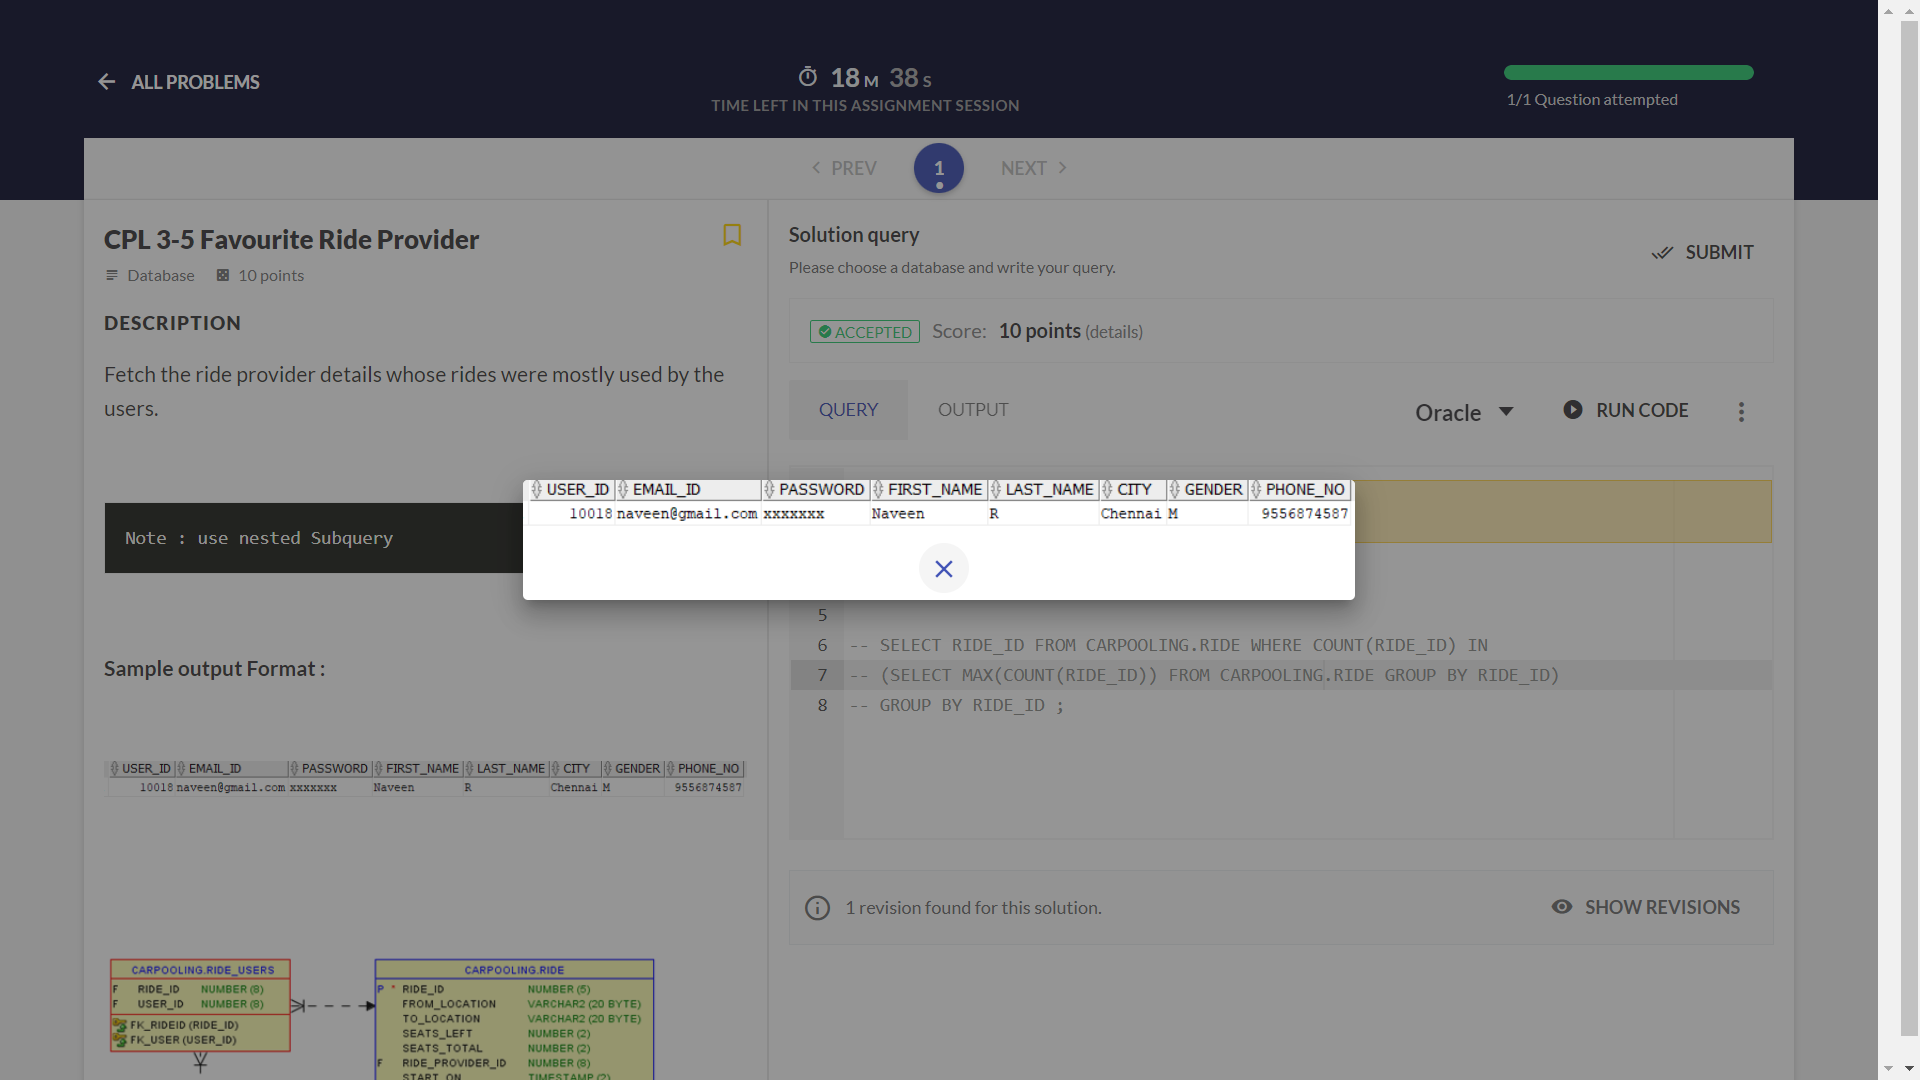 ALL PROBLEMS
18 M 38 S
TIME LEFT IN THIS ASSIGNMENT SESSION
1/1 Question attempted
PREV
1
NEXT
CPL 3-5 Favourite Ride Provider
Database 10 points
DESCRIPTION
Fetch the ride provider details whose rides were mostly used by the
users.
Note : use nested Subquery
Sample output Format :
USER_ID EMAIL_ID PASSWORD FIRST_NAME LAST_NAME CITY GENDER PHONE_NO
10018 naveen@gmail.com xxxxxxx Naveen R Chennai M 9556874587
CARPOOLING.RIDE_USERS
F RIDE_ID NUMBER (8)
F USER_ID NUMBER (8)
FK_RIDEID (RIDE_ID)
FK_USER (USER_ID)
CARPOOLING.RIDE
P * RIDE_ID NUMBER (5)
FROM_LOCATION VARCHAR2 (20 BYTE)
TO_LOCATION VARCHAR2 (20 BYTE)
SEATS_LEFT NUMBER (2)
SEATS_TOTAL NUMBER (2)
F RIDE_PROVIDER_ID NUMBER (8)
START_ON TIMESTAMP (2)
Solution query
Please choose a database and write your query.
SUBMIT
ACCEPTED Score: 10 points (details)
QUERY
OUTPUT
Oracle
RUN CODE
USER_ID EMAIL_ID PASSWORD FIRST_NAME LAST_NAME CITY GENDER PHONE_NO
10018 naveen@gmail.com xxxxxxx Naveen R Chennai M 9556874587
5
6 -- SELECT RIDE_ID FROM CARPOOLING.RIDE WHERE COUNT(RIDE_ID) IN
7 -- (SELECT MAX(COUNT(RIDE_ID)) FROM CARPOOLING.RIDE GROUP BY RIDE_ID)
8 -- GROUP BY RIDE_ID ;
1 revision found for this solution.
SHOW REVISIONS